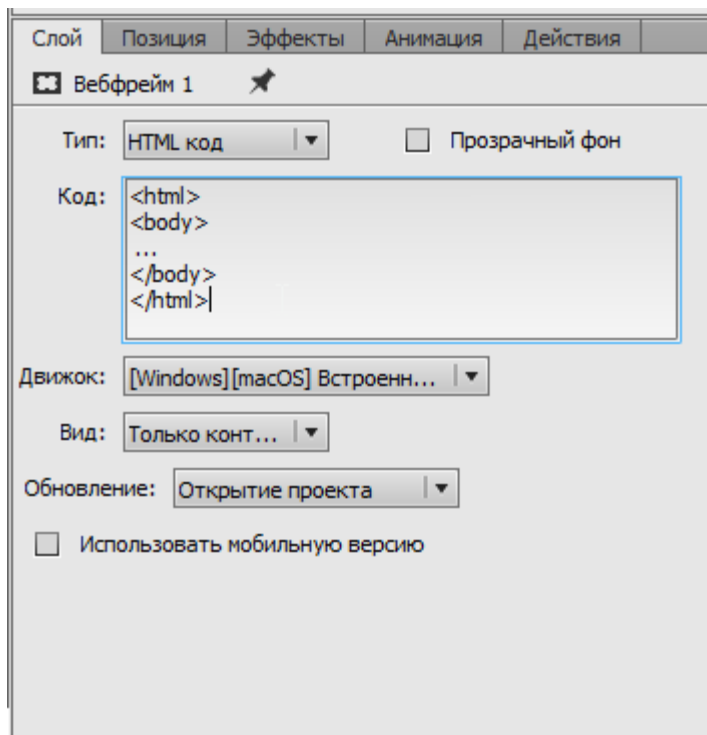 Слой Позиция Эффекты Анимация Действия
Вебфрейм 1
Тип: HTML код Прозрачный фон
Код: <html>
<body>
...
</body>
</html>
Движок: [Windows][macOS] Встроенн...
Вид: Только конт...
Обновление: Открытие проекта
Использовать мобильную версию